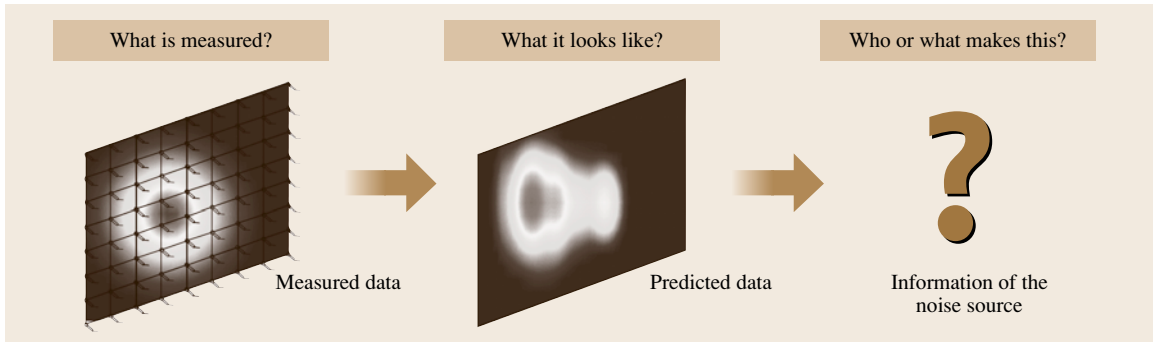 What is measured?
What it looks like?
Who or what makes this?
?
Measured data
Predicted data
Information of the
noise source